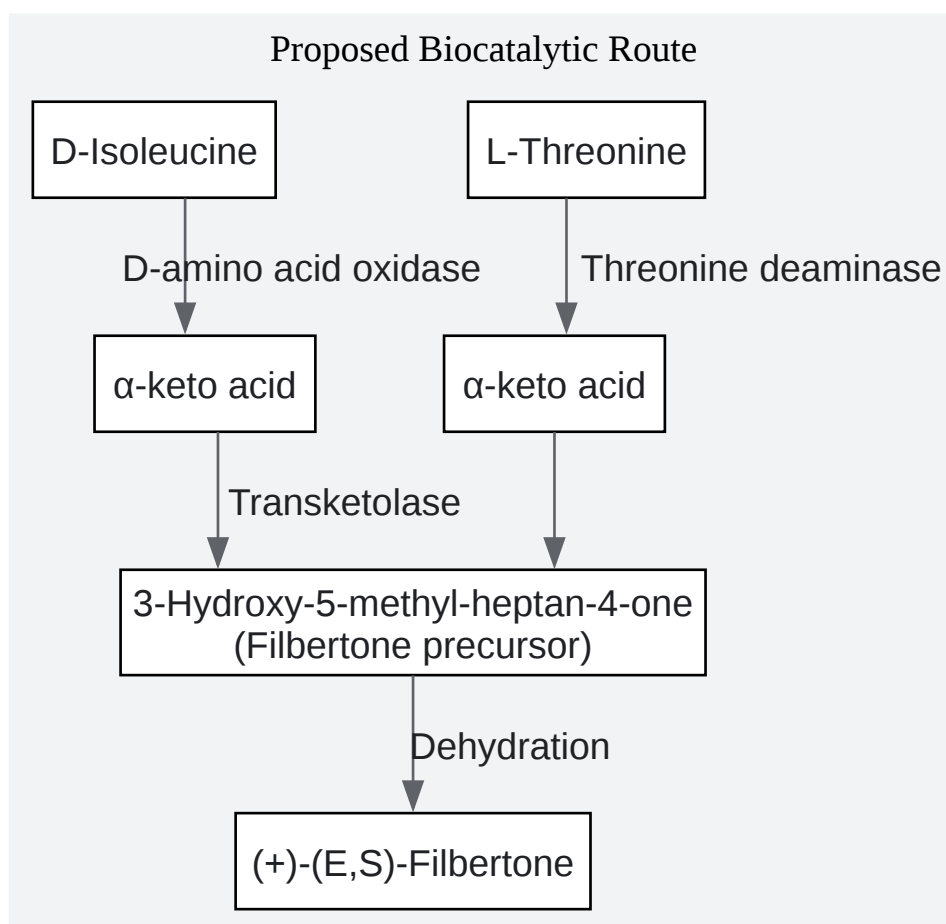 Proposed Biocatalytic Route
D-Isoleucine
L-Threonine
D-amino acid oxidase
Threonine deaminase
α-keto acid
α-keto acid
Transketolase
3-Hydroxy-5-methyl-heptan-4-one
(Filbertone precursor)
Dehydration
(+)-(E,S)-Filbertone